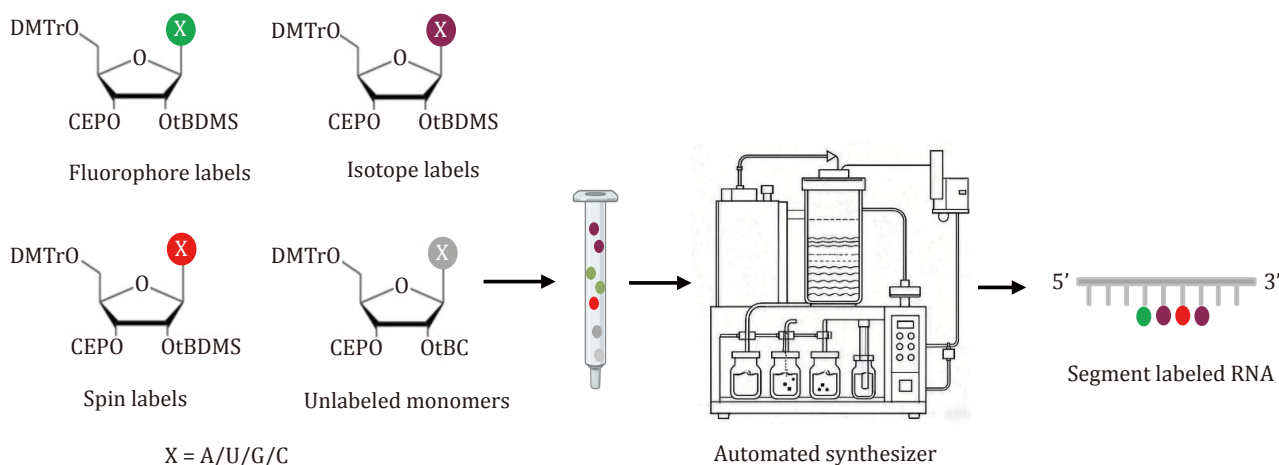 DMTrO
X
O
CEPO
OtBDMS
Fluorophore labels
DMTrO
X
O
CEPO
OtBDMS
Isotope labels
DMTrO
X
O
CEPO
OtBDMS
Spin labels
DMTrO
X
O
CEPO
OtBC
Unlabeled monomers
X = A/U/G/C
Automated synthesizer
5’
3’
Segment labeled RNA